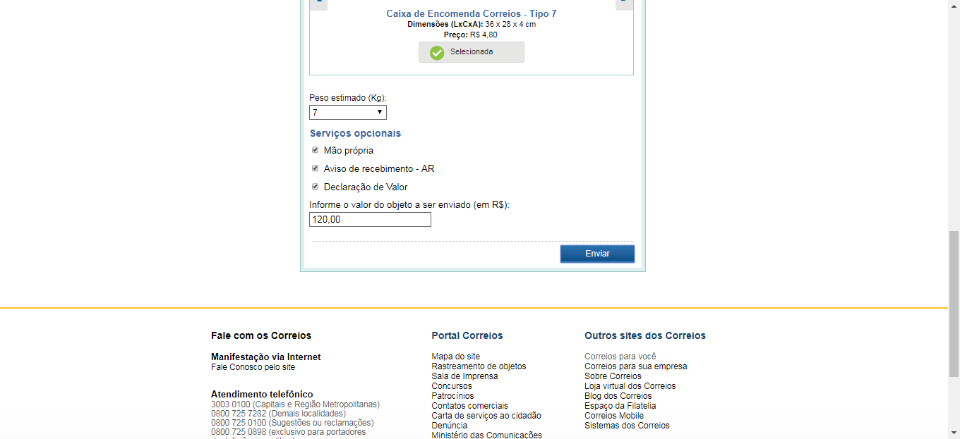 Caixa de Encomenda Correios - Tipo 7
Dimensões (LxCxA): 36 x 28 x 4 cm
Preço: R$ 4,60
Selecionada
Peso estimado (Kg):
7
Serviços opcionais
Mão própria
Aviso de recebimento - AR
Declaração de Valor
Informe o valor do objeto a ser enviado (em R$):
120,00
Enviar
Fale com os Correios
Manifestação via Internet
Fale Conosco pelo site
Atendimento telefônico
3003 0100 (Capitais e Região Metropolitanas)
0800 725 7282 (Demais localidades)
0800 725 0100 (Sugestões ou reclamações)
0800 725 0898 (exclusivo para portadores
Portal Correios
Mapa do site
Rastreamento de objetos
Sala de Imprensa
Concursos
Patrocínios
Contatos comerciais
Carta de serviços ao cidadão
Denúncia
Ministério das Comunicações
Outros sites dos Correios
Correios para você
Correios para sua empresa
Sobre Correios
Loja virtual dos Correios
Blog dos Correios
Espaço da Filatelia
Correios Mobile
Sistemas dos Correios